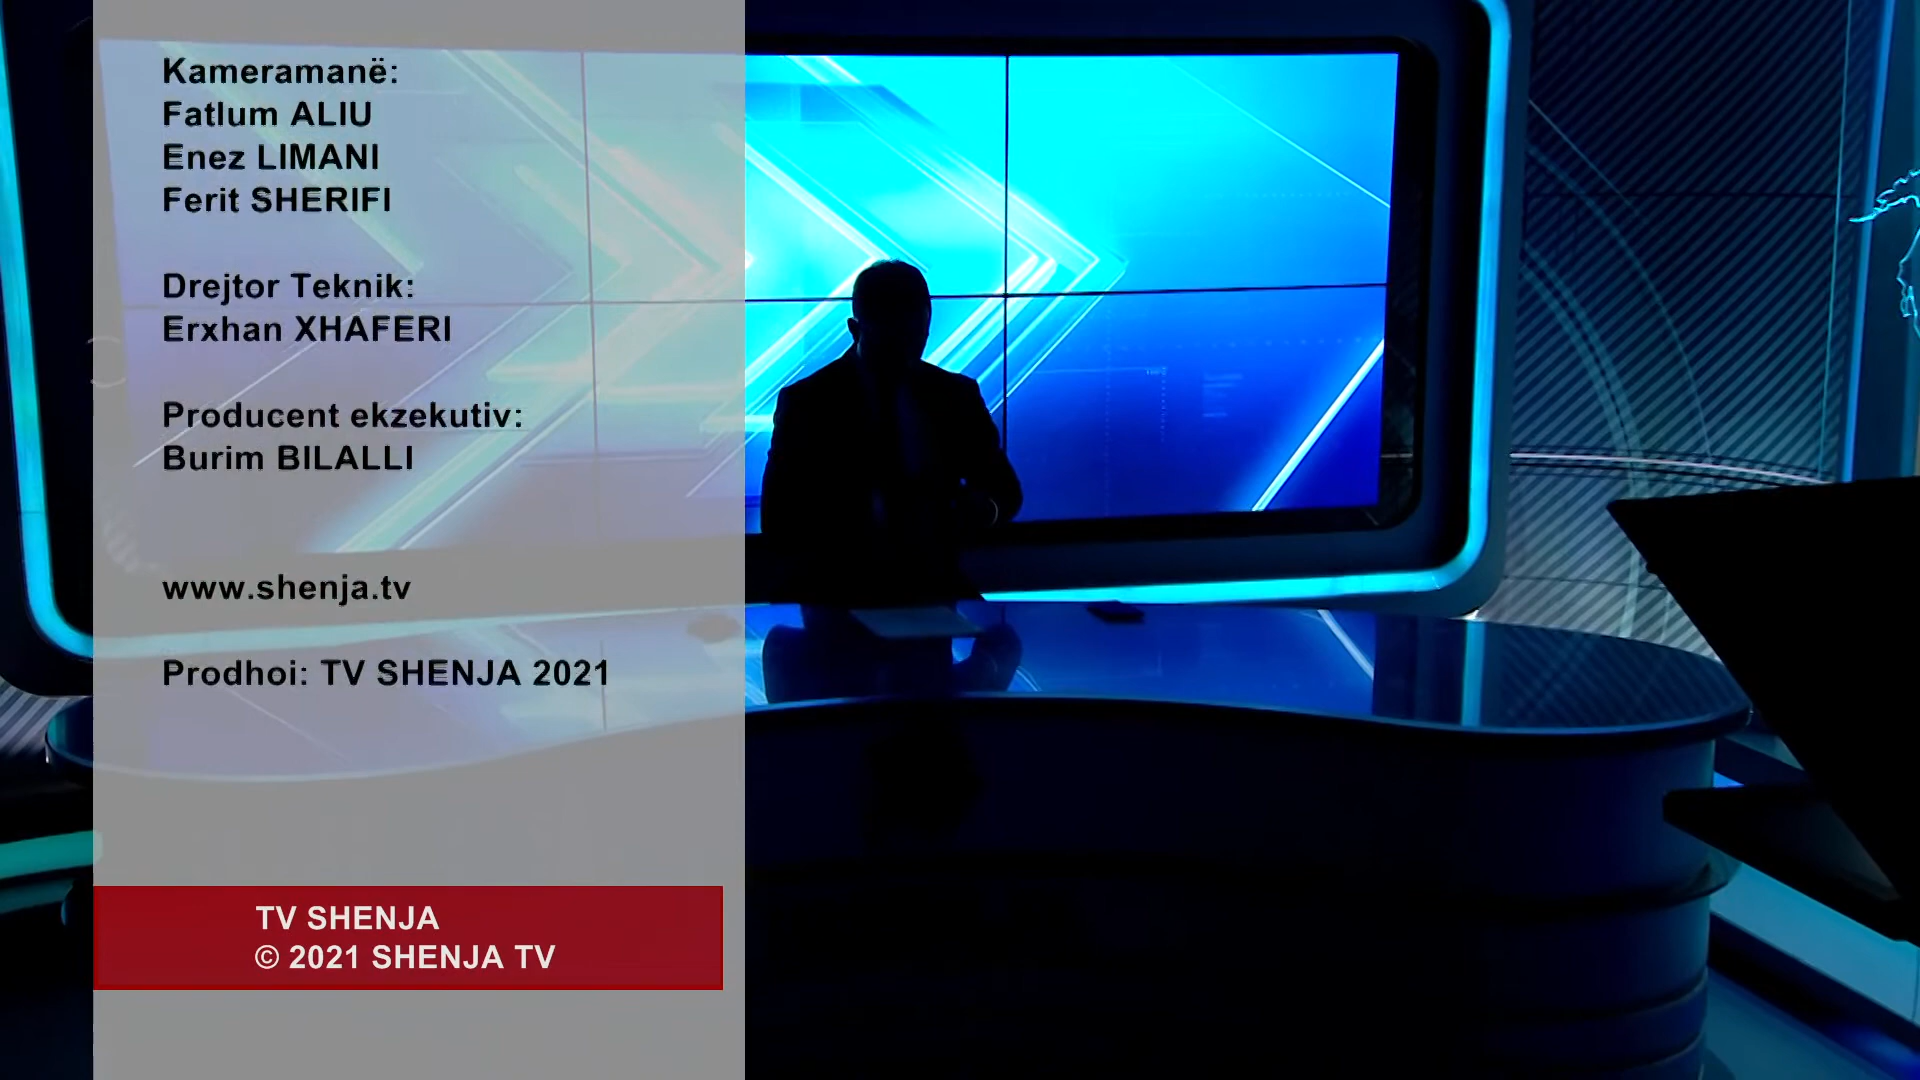 Kameramanë:
Fatlum ALIU
Enez LIMANI
Ferit SHERIFI
Drejtor Teknik:
Erxhan XHAFERI
Producent ekzekutiv:
Burim BILALLI
www.shenja.tv
Prodhoi: TV SHENJA 2021
TV SHENJA
© 2021 SHENJA TV